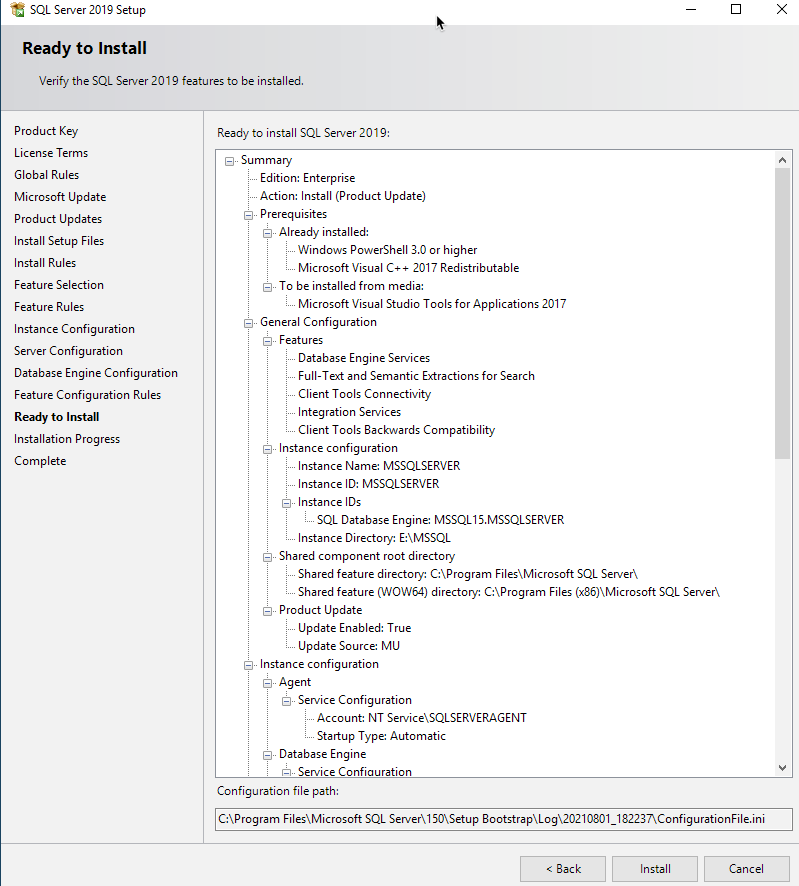 SQL Server 2019 Setup
Ready to Install
Verify the SQL Server 2019 features to be installed.
Product Key
License Terms
Global Rules
Microsoft Update
Product Updates
Install Setup Files
Install Rules
Feature Selection
Feature Rules
Instance Configuration
Server Configuration
Database Engine Configuration
Feature Configuration Rules
Ready to Install
Installation Progress
Complete
Ready to install SQL Server 2019:
Summary
Edition: Enterprise
Action: Install (Product Update)
Prerequisites
Already installed:
Windows PowerShell 3.0 or higher
Microsoft Visual C++ 2017 Redistributable
To be installed from media:
Microsoft Visual Studio Tools for Applications 2017
General Configuration
Features
Database Engine Services
Full-Text and Semantic Extractions for Search
Client Tools Connectivity
Integration Services
Client Tools Backwards Compatibility
Instance configuration
Instance Name: MSSQLSERVER
Instance ID: MSSQLSERVER
Instance IDs
SQL Database Engine: MSSQL15.MSSQLSERVER
Instance Directory: E:\MSSQL
Shared component root directory
Shared feature directory: C:\Program Files\Microsoft SQL Server\
Shared feature (WOW64) directory: C:\Program Files (x86)\Microsoft SQL Server\
Product Update
Update Enabled: True
Update Source: MU
Instance configuration
Agent
Service Configuration
Account: NT Service\SQLSERVERAGENT
Startup Type: Automatic
Database Engine
Service Configuration
Configuration file path:
C:\Program Files\Microsoft SQL Server\150\Setup Bootstrap\Log\20210801_182237\ConfigurationFile.ini
< Back
Install
Cancel